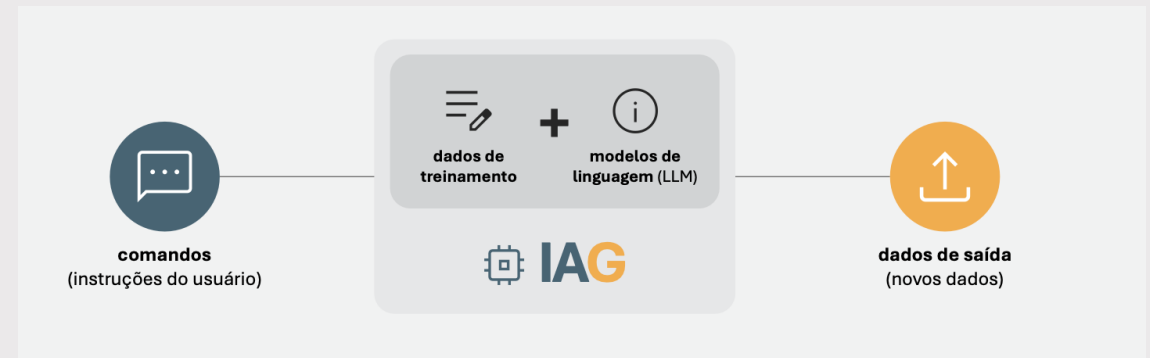 comandos
(instruções do usuário)
dados de
treinamento
+
modelos de
linguagem (LLM)
IAG
dados de saída
(novos dados)